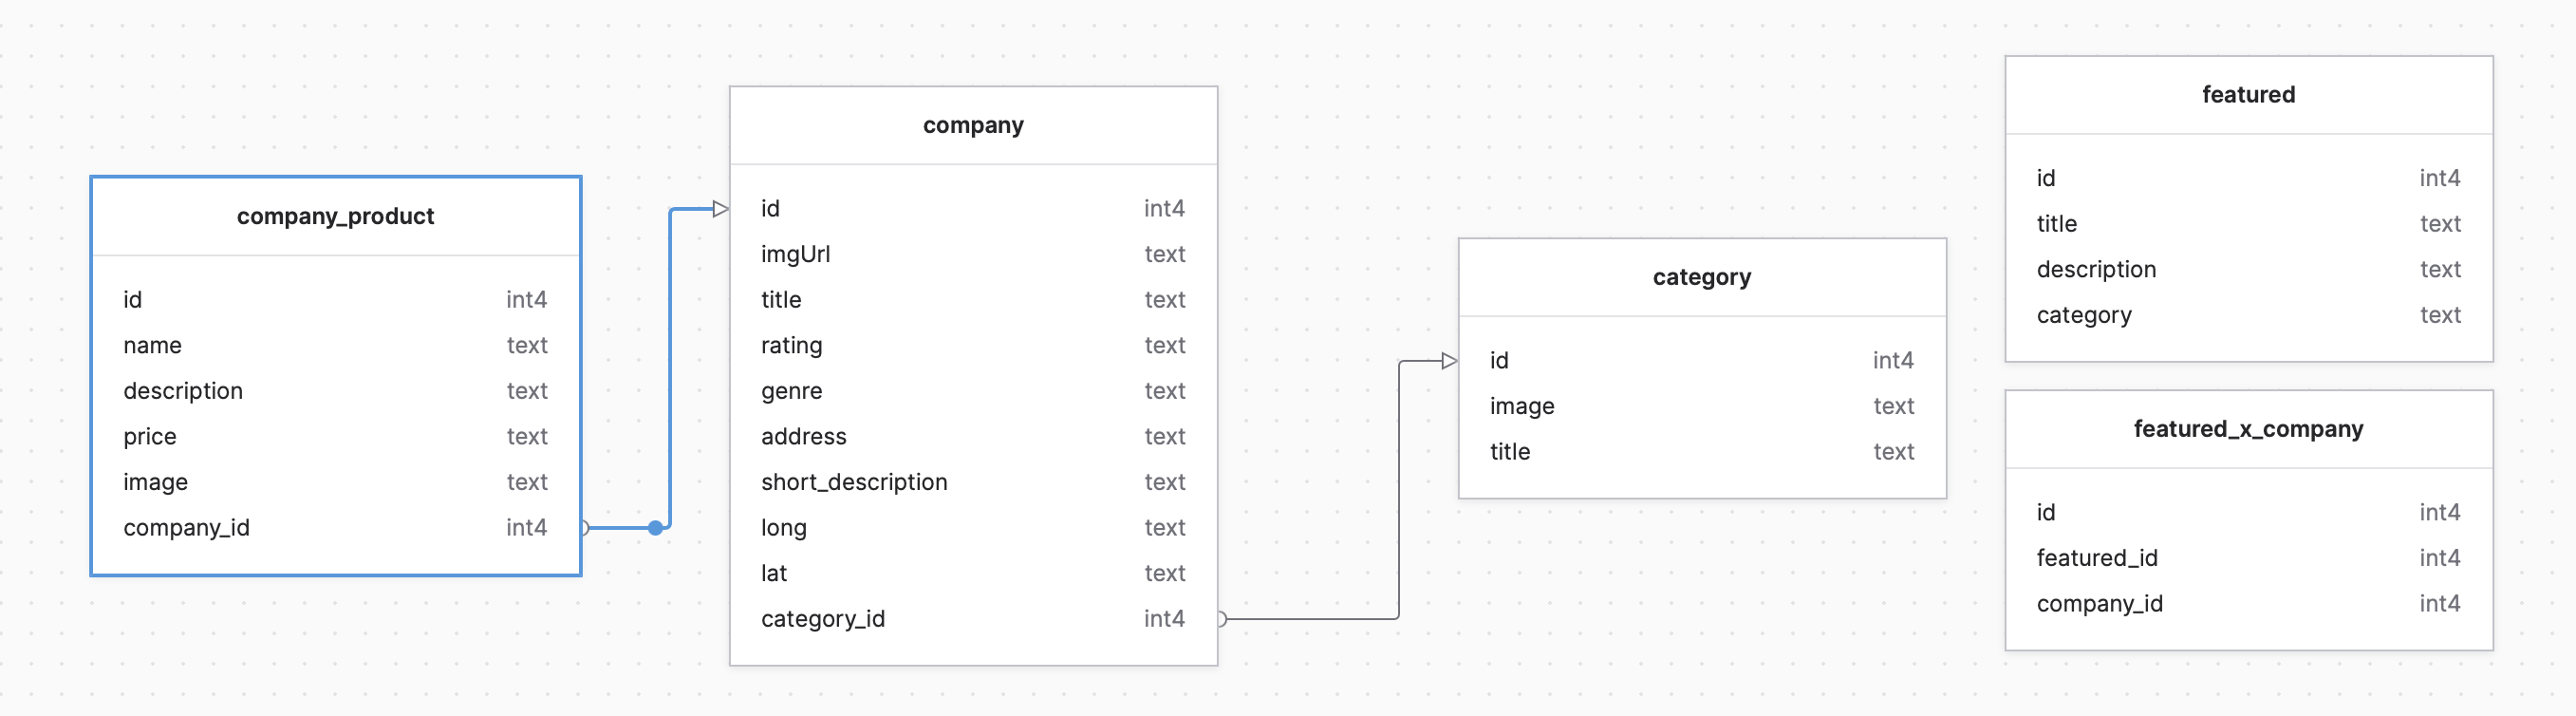 company_product
id int4
name text
description text
price text
image text
company_id int4
company
id int4
imgUrl text
title text
rating text
genre text
address text
short_description text
long text
lat text
category_id int4
category
id int4
image text
title text
featured
id int4
title text
description text
category text
featured_x_company
id int4
featured_id int4
company_id int4